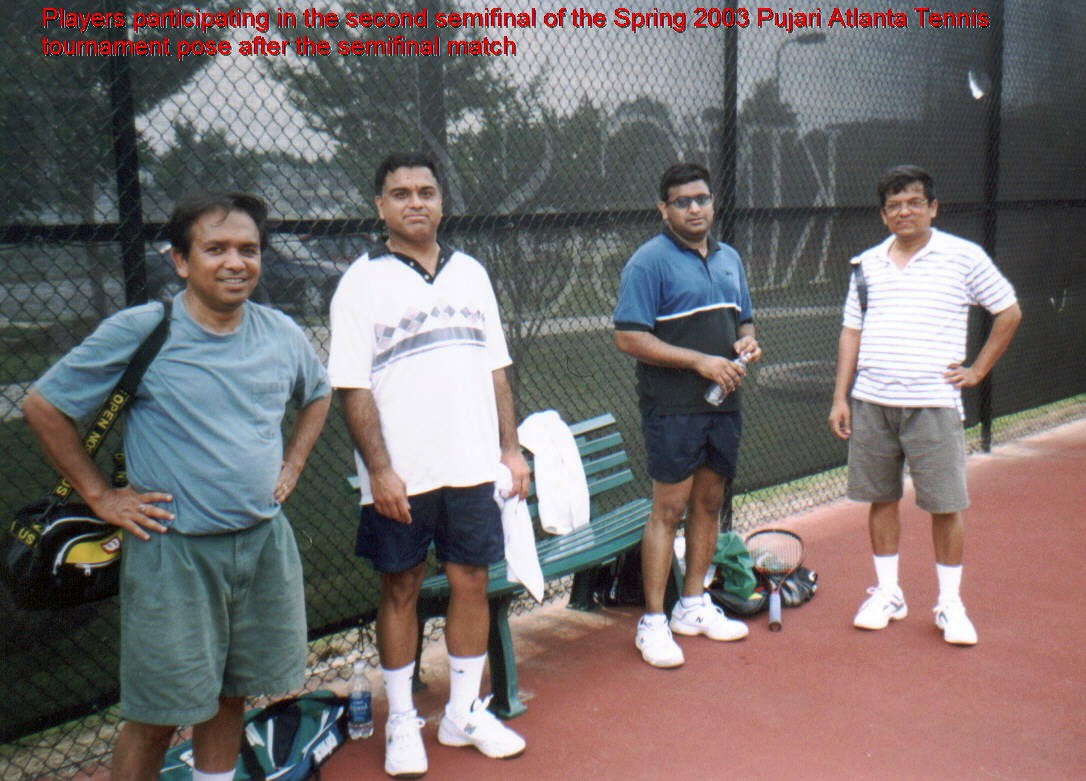 Players participating in the second semifinal of the Spring 2003 Pujari Atlanta Tennis
tournament pose after the semifinal match
OPEN